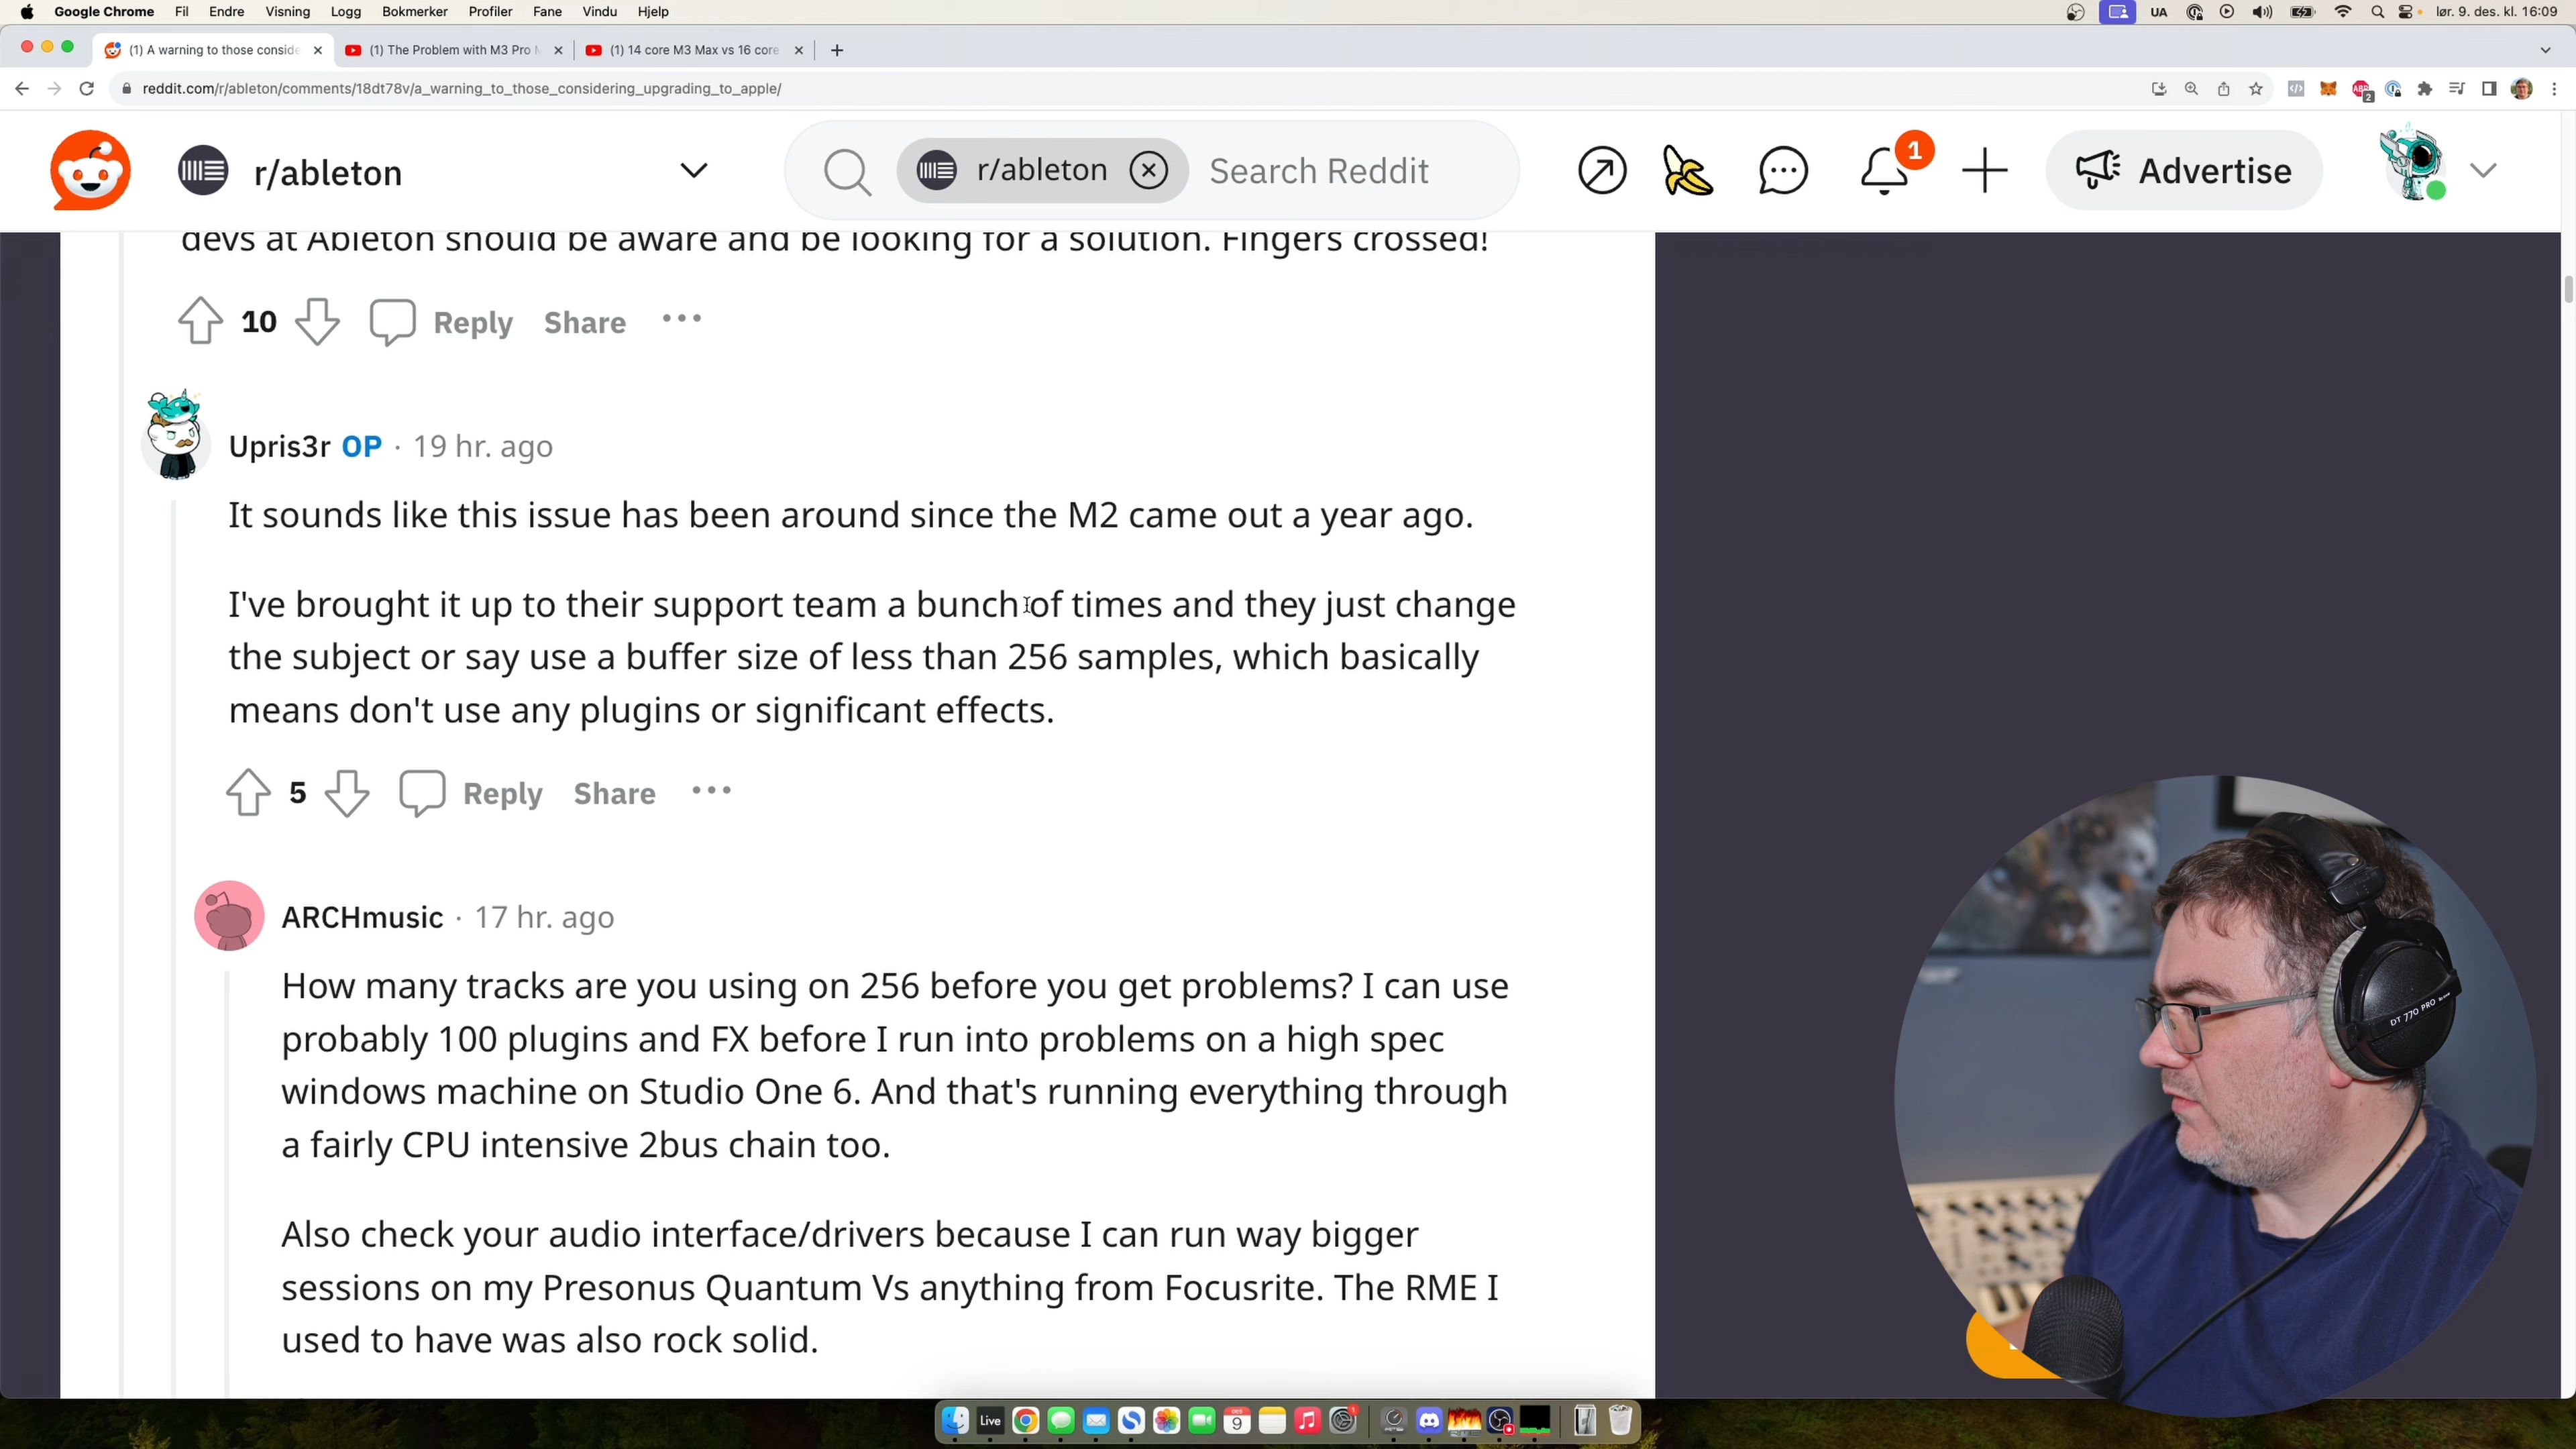 Google Chrome Fil Endre Visning Logg Bokmerker Profiler Fane Vindu Hjelp UA lør. 9. des. kl. 16:09
(1) A warning to those conside (1) The Problem with M3 Pro (1) 14 core M3 Max vs 16 core
reddit.com/r/ableton/comments/18dt78v/a_warning_to_those_considering_upgrading_to_apple/ ABP 2
r/ableton r/ableton Search Reddit 1 Advertise
devs at Ableton should be aware and be looking for a solution. Fingers crossed!
10 Reply Share
Upris3r OP · 19 hr. ago
It sounds like this issue has been around since the M2 came out a year ago.
I've brought it up to their support team a bunch of times and they just change
the subject or say use a buffer size of less than 256 samples, which basically
means don't use any plugins or significant effects.
5 Reply Share
ARCHmusic · 17 hr. ago
How many tracks are you using on 256 before you get problems? I can use
probably 100 plugins and FX before I run into problems on a high spec
windows machine on Studio One 6. And that's running everything through
a fairly CPU intensive 2bus chain too.
Also check your audio interface/drivers because I can run way bigger
sessions on my Presonus Quantum Vs anything from Focusrite. The RME I
used to have was also rock solid.
DT 770 PRO
Live 9 1